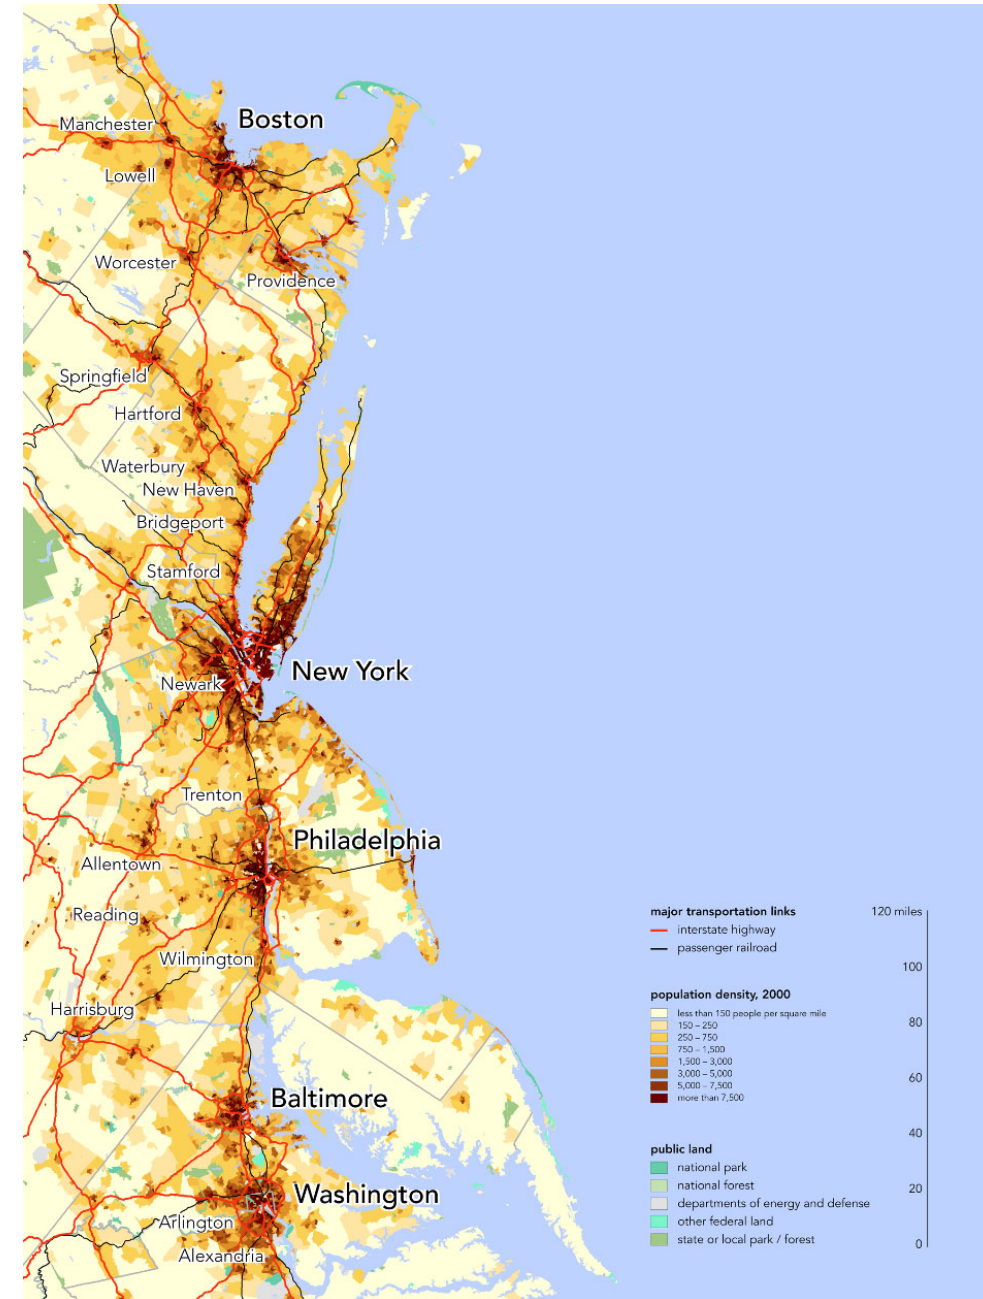 Boston
Manchester
Lowell
Worcester
Providence
Springfield
Hartford
Waterbury
New Haven
Bridgeport
Stamford
New York
Newark
Trenton
Philadelphia
Allentown
Reading
Wilmington
Harrisburg
Baltimore
Washington
Arlington
Alexandria
major transportation links
interstate highway
passenger railroad
population density, 2000
less than 150 people per square mile
150 – 250
250 – 750
750 – 1,500
1,500 – 3,000
3,000 – 5,000
5,000 – 7,500
more than 7,500
public land
national park
national forest
departments of energy and defense
other federal land
state or local park / forest
120 miles
100
80
60
40
20
0